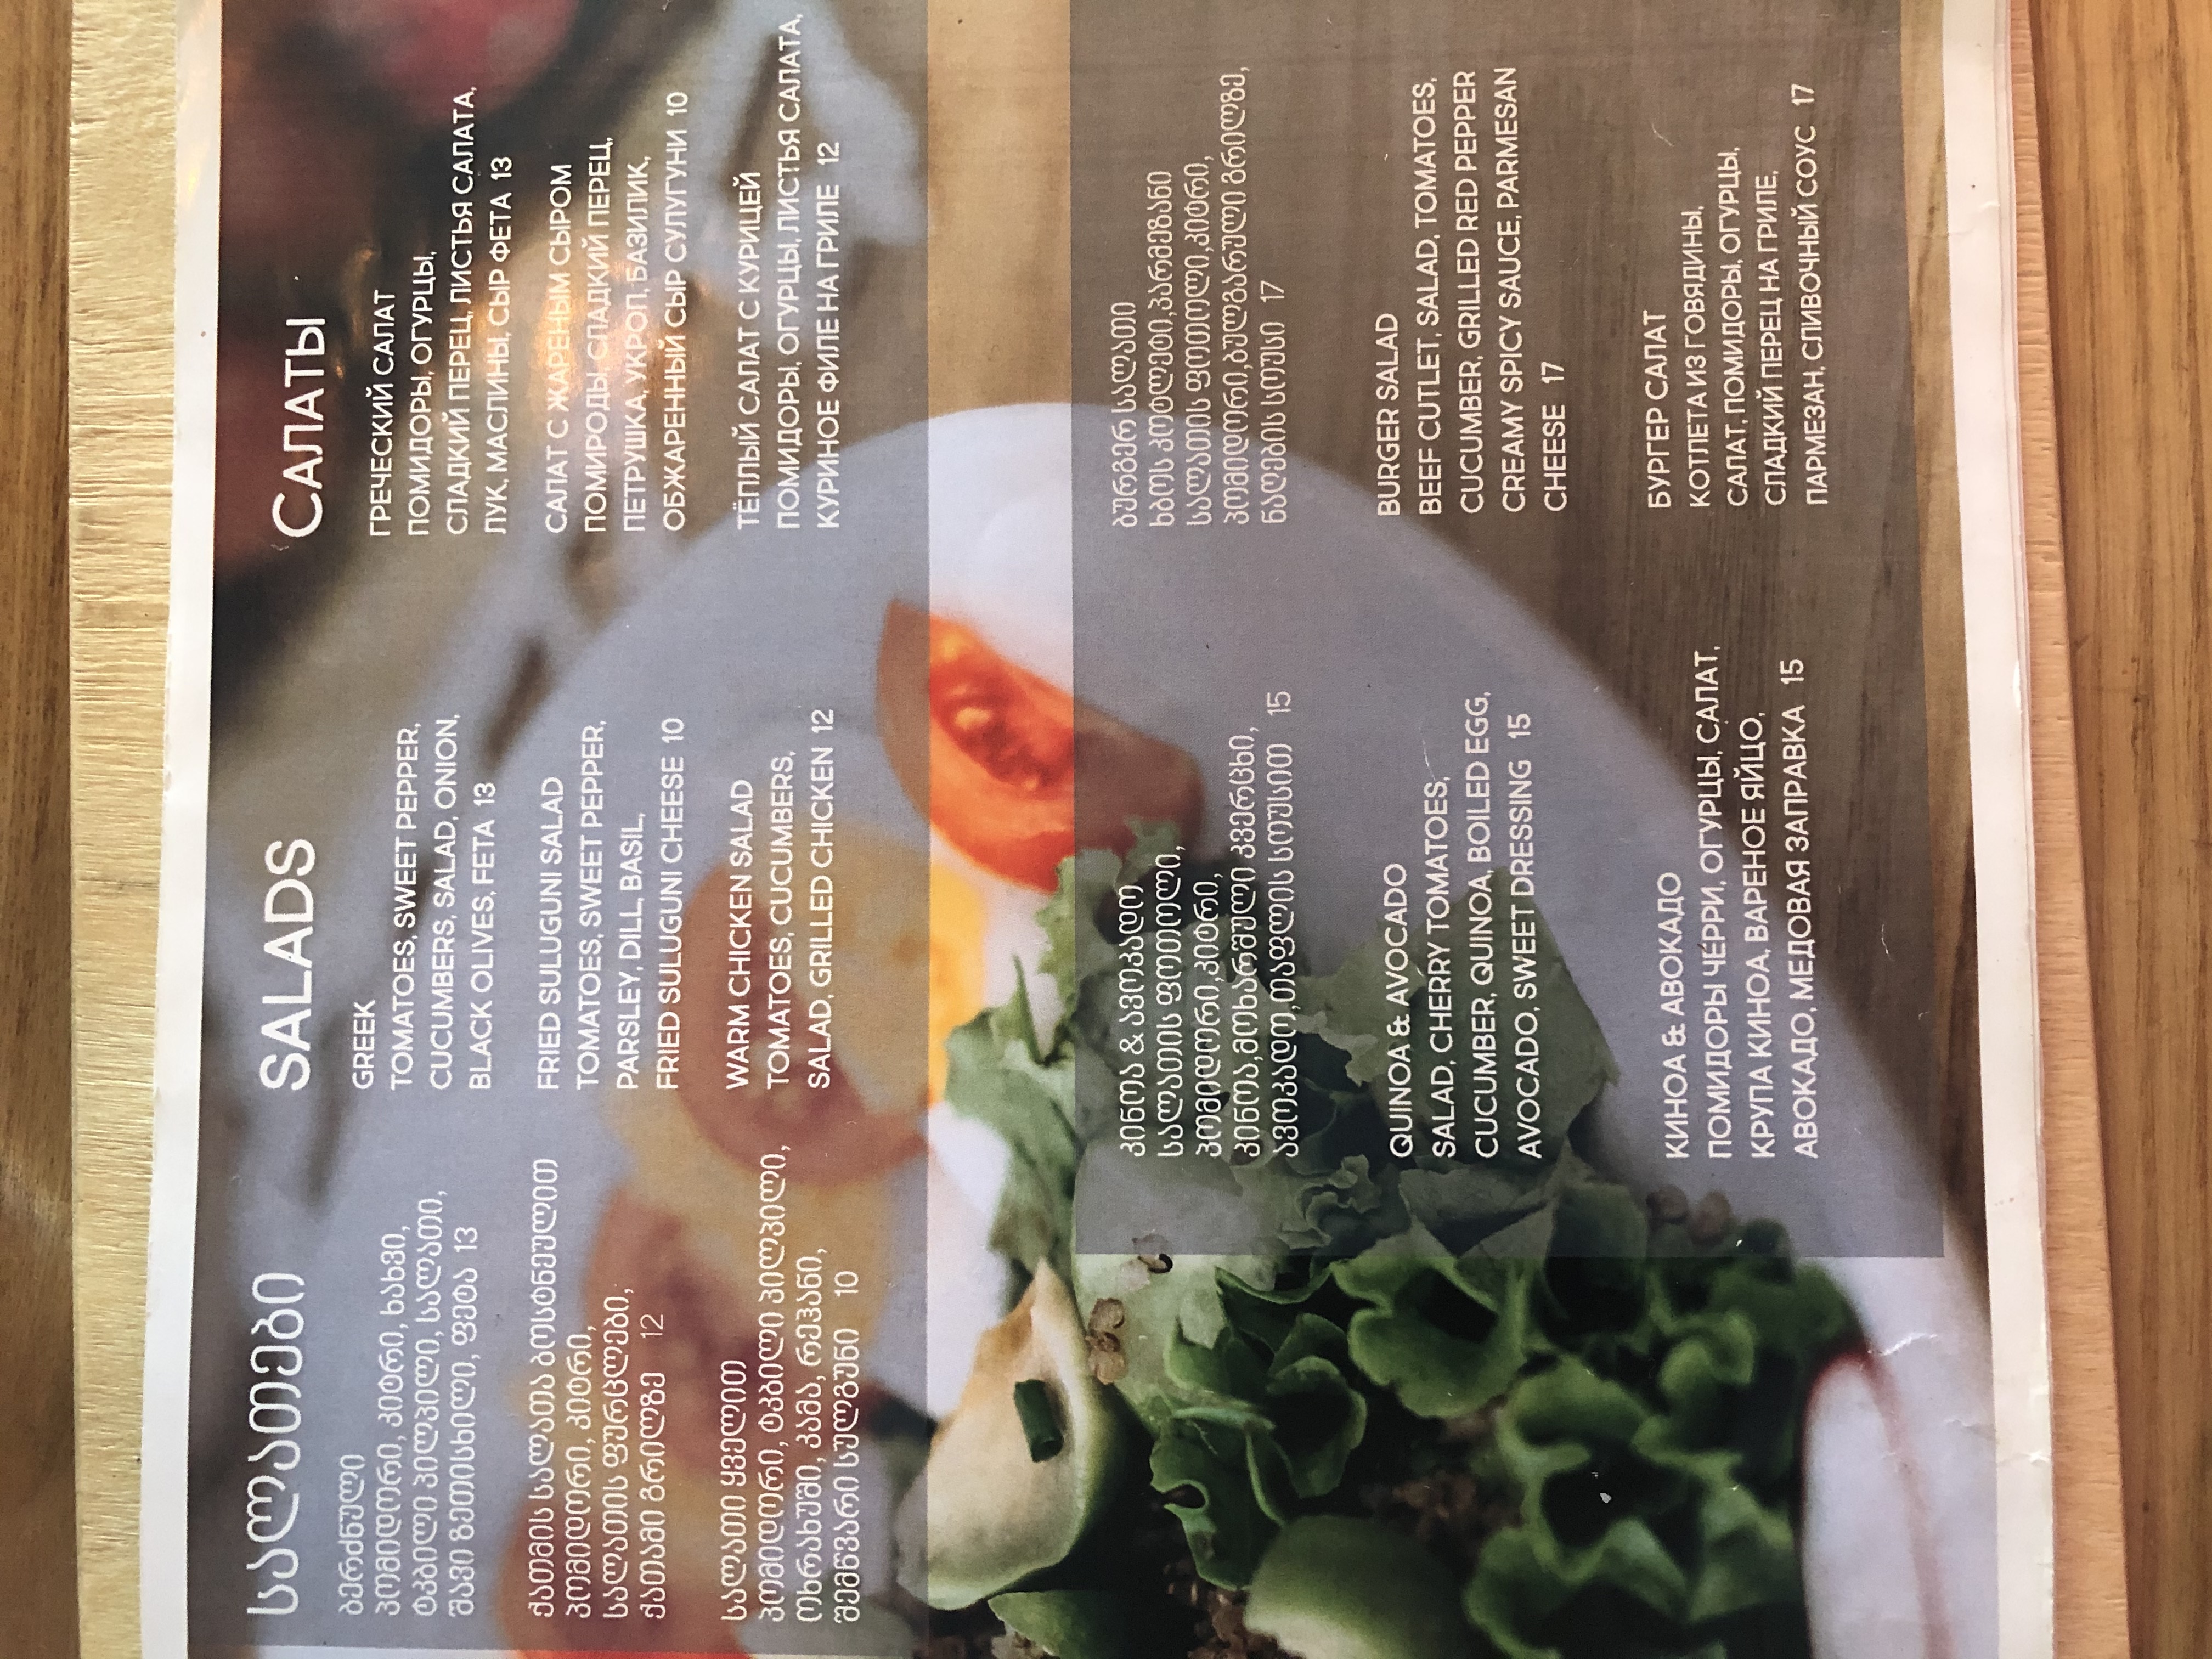 სალათები
ბერძნული
პომიდორი, კიტრი, ხახვი,
ტკბილი პილპილი, სალათი,
შავი ზეთისხილი, ფეტა 13
ქათმის სალათა ბოსტნეულით
პომიდორი, კიტრი,
სალათის ფურცლები,
ქათამი გრილზე 12
სალათი ყველით
პომიდორი, ტკბილი პილპილი,
ოხრახუში, კამა, რეჰანი,
შემწვარი სულგუნი 10
SALADS
GREEK
TOMATOES, SWEET PEPPER,
CUCUMBERS, SALAD, ONION,
BLACK OLIVES, FETA 13
FRIED SULUGUNI SALAD
TOMATOES, SWEET PEPPER,
PARSLEY, DILL, BASIL,
FRIED SULUGUNI CHEESE 10
WARM CHICKEN SALAD
TOMATOES, CUCUMBERS,
SALAD, GRILLED CHICKEN 12
САЛАТЫ
ГРЕЧЕСКИЙ САЛАТ
ПОМИДОРЫ, ОГУРЦЫ,
СЛАДКИЙ ПЕРЕЦ, ЛИСТЬЯ САЛАТА,
ЛУК, МАСЛИНЫ, СЫР ФЕТА 13
САЛАТ С ЖАРЕНЫМ СЫРОМ
ПОМИРОДЫ, СЛАДКИЙ ПЕРЕЦ,
ПЕТРУШКА, УКРОП, БАЗИЛИК,
ОБЖАРЕННЫЙ СЫР СУЛУГУНИ 10
ТЁПЛЫЙ САЛАТ С КУРИЦЕЙ
ПОМИДОРЫ, ОГУРЦЫ, ЛИСТЬЯ САЛАТА,
КУРИНОЕ ФИЛЕ НА ГРИЛЕ 12
კინოა & ავოკადო
სალათის ფოთოლი,
პომიდორი,კიტრი,
კინოა,მოხარშული კვერცხი,
ავოკადო,თაფლის სოუსით 15
QUINOA & AVOCADO
SALAD, CHERRY TOMATOES,
CUCUMBER, QUINOA, BOILED EGG,
AVOCADO, SWEET DRESSING 15
КИНОА & АВОКАДО
ПОМИДОРЫ ЧЕРРИ, ОГУРЦЫ, САЛАТ,
КРУПА КИНОА, ВАРЕНОЕ ЯЙЦО,
АВОКАДО, МЕДОВАЯ ЗАПРАВКА 15
ბურგერ სალათი
ხბოს კოტლეტი,პარმეზანი
სალათის ფოთოლი,კიტრი,
პომიდორი,ბულგარული გრილზე,
ნაღების სოუსი 17
BURGER SALAD
BEEF CUTLET, SALAD, TOMATOES,
CUCUMBER, GRILLED RED PEPPER
CREAMY SPICY SAUCE, PARMESAN
CHEESE 17
БУРГЕР САЛАТ
КОТЛЕТА ИЗ ГОВЯДИНЫ,
САЛАТ, ПОМИДОРЫ, ОГУРЦЫ,
СЛАДКИЙ ПЕРЕЦ НА ГРИЛЕ,
ПАРМЕЗАН, СЛИВОЧНЫЙ СОУС 17